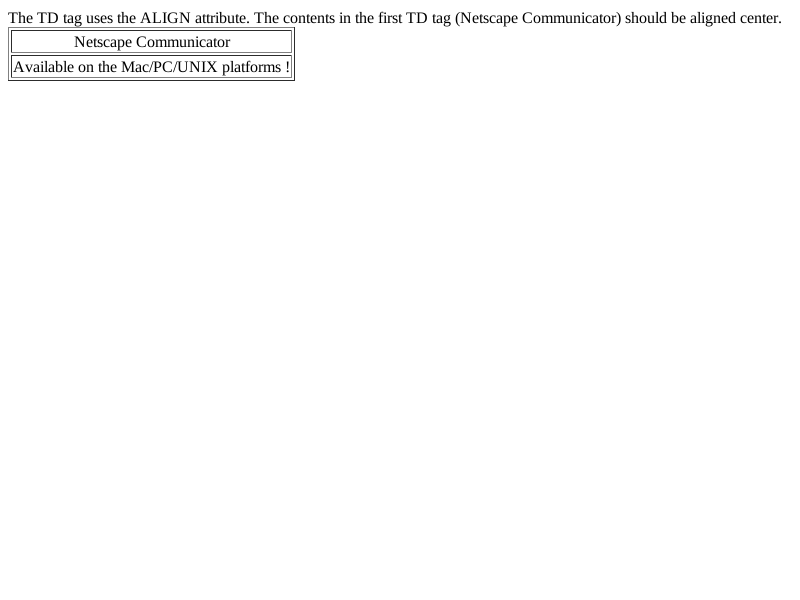 The TD tag uses the ALIGN attribute. The contents in the first TD tag (Netscape Communicator) should be aligned center.
Netscape Communicator
Available on the Mac/PC/UNIX platforms !